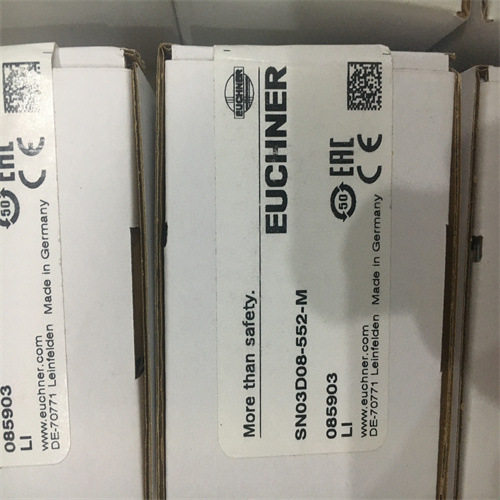 085903
LI
www.euchner.com
DE-70771 Leinfelden Made in Germany
50
EAC
CE
EUCHNER
EUCHNER
More than safety.
SN03D08-552-M
085903
LI
www.euchner.com
DE-70771 Leinfelden Made in Germany
50
EAC
CE